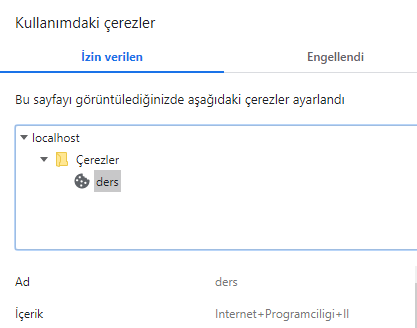 Kullanımdaki çerezler
İzin verilen Engellendi
Bu sayfayı görüntülediğinizde aşağıdaki çerezler ayarlandı
localhost
Çerezler
ders
Ad ders
İçerik Internet+Programciligi+II